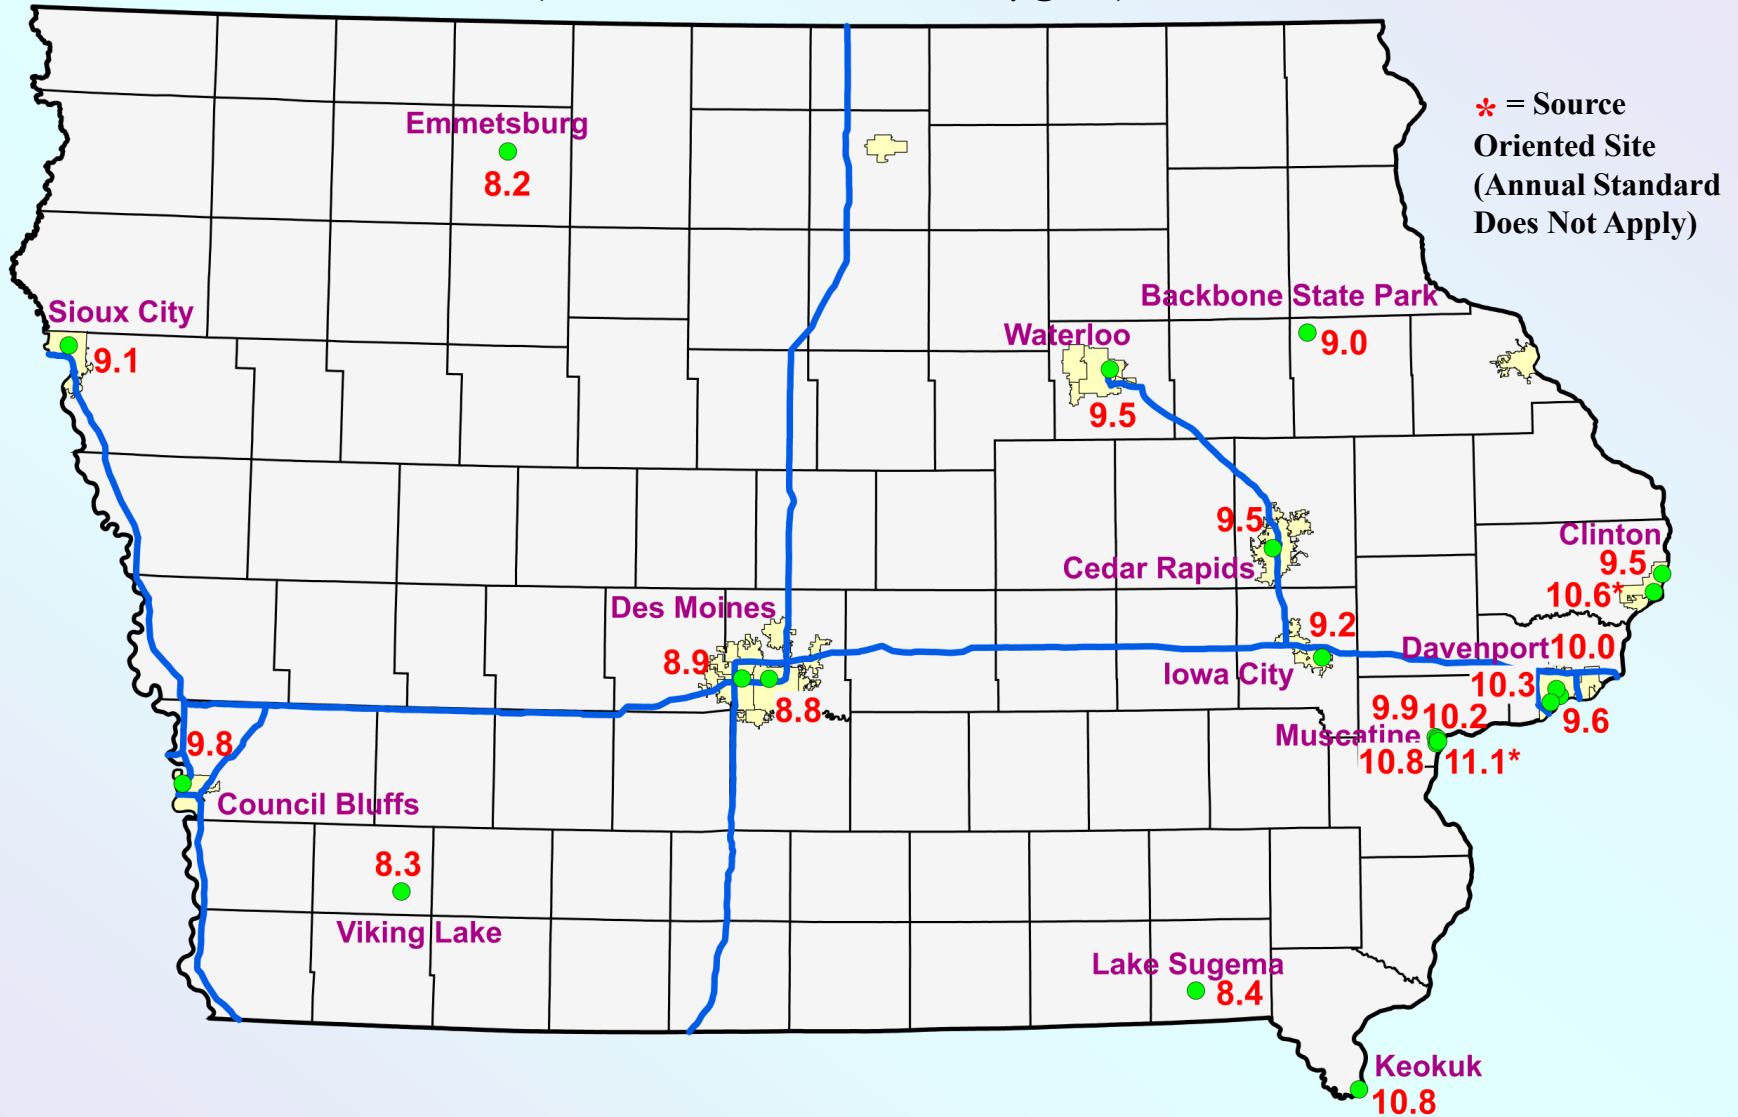 * = Source
Oriented Site
(Annual Standard
Does Not Apply)
Emmetsburg
8.2
Sioux City
9.1
Backbone State Park
9.0
Waterloo
9.5
9.5
Cedar Rapids
Clinton
9.5
10.6*
Des Moines
8.9
8.8
9.2
Iowa City
Davenport
10.0
10.3
9.6
9.9
10.2
Muscatine
10.8
11.1*
9.8
Council Bluffs
8.3
Viking Lake
Lake Sugema
8.4
Keokuk
10.8